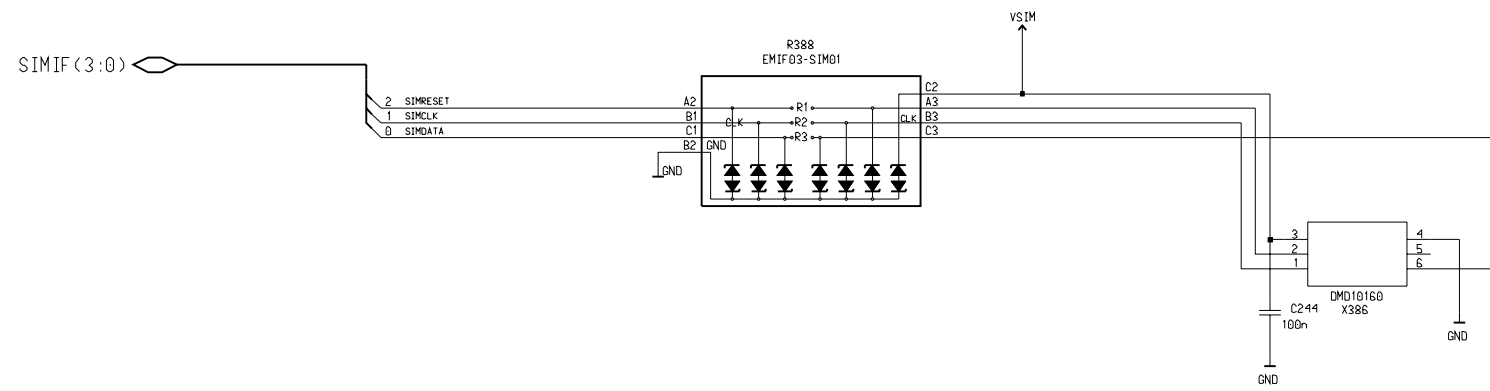 VSIM
R388
EMIF03-SIM01
SIMIF(3:0)
C2
2 SIMRESET A2 R1 A3
1 SIMCLK B1 CLK R2 CLK B3
0 SIMDATA C1 R3 C3
B2 GND
GND
3 4
2 5
1 6
DMD10160
X386
C244
100n
GND
GND